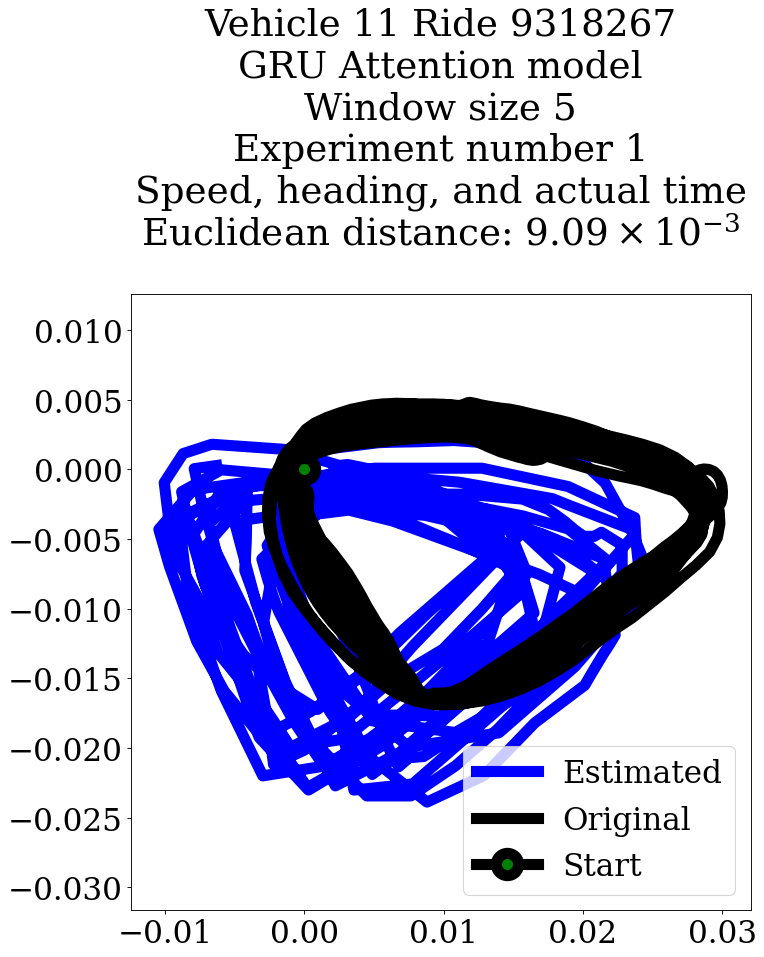 Vehicle 11 Ride 9318267
GRU Attention model
Window size 5
Experiment number 1
Speed, heading, and actual time
Euclidean distance: 9.09 × 10⁻³
0.010
0.005
0.000
−0.005
−0.010
−0.015
−0.020
−0.025
−0.030
Estimated
Original
Start
−0.01 0.00 0.01 0.02 0.03